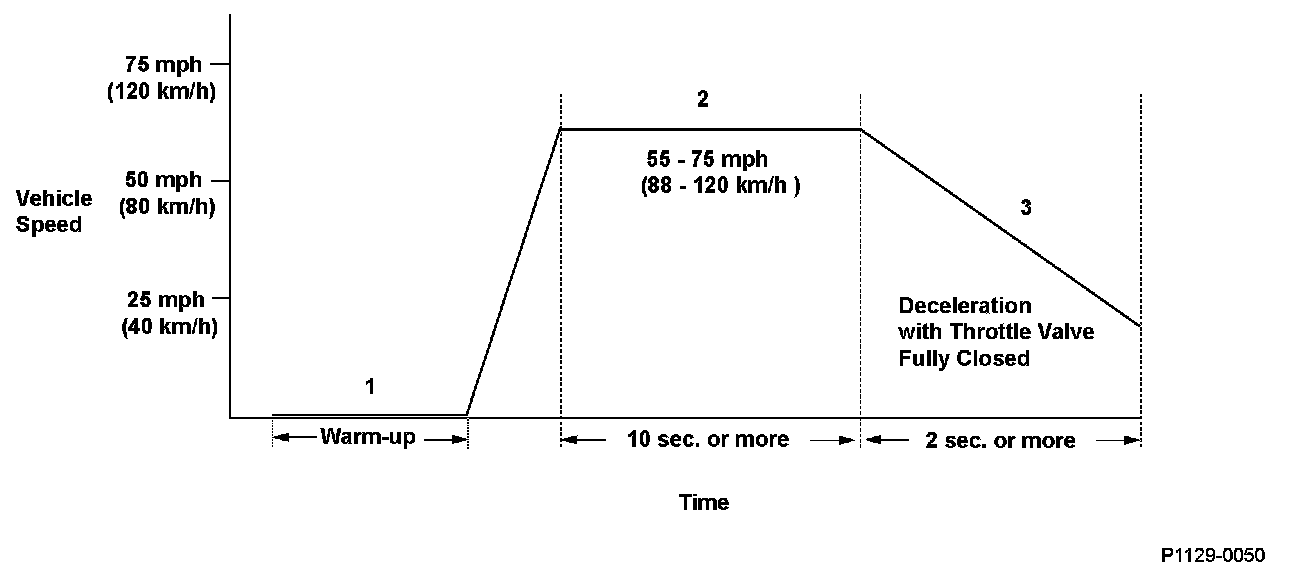 75 mph
(120 km/h)
2
55 - 75 mph
(88 - 120 km/h )
50 mph
(80 km/h)
Vehicle
Speed
3
25 mph
(40 km/h)
Deceleration
with Throttle Valve
Fully Closed
1
Warm-up
10 sec. or more
2 sec. or more
Time
P1129-0050